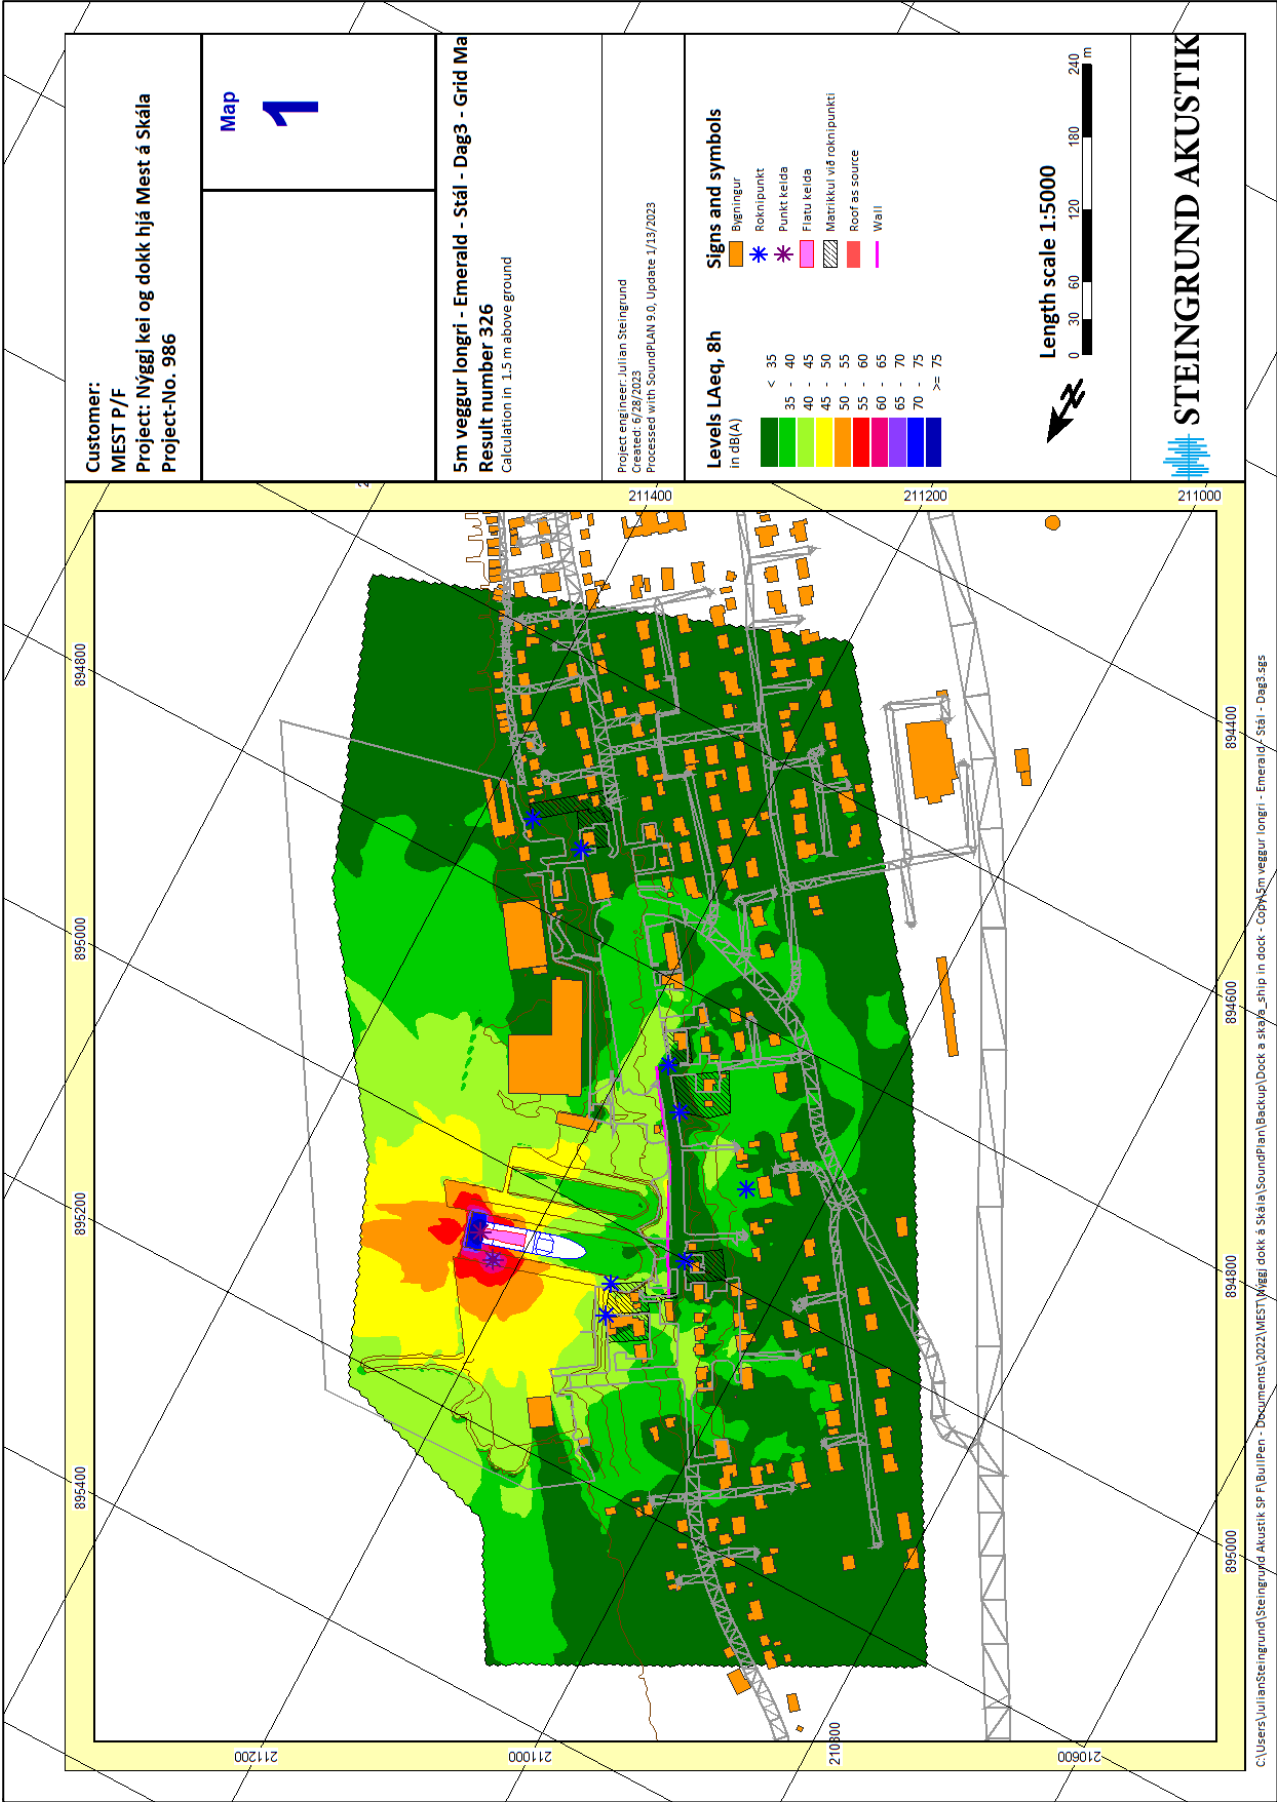 Customer:
MEST P/F
Project: Nýggj kei og dokk hjá Mest á Skála
Project-No. 986
Map
1
5m veggur longri - Emerald - Stál - Dag3 - Grid Ma
Result number 326
Calculation in 1.5 m above ground
Project engineer: Julian Steingrund
Created: 6/28/2023
Processed with SoundPLAN 9.0, Update 1/13/2023
Levels LAeq, 8h
in dB(A)
< 35
35 - 40
40 - 45
45 - 50
50 - 55
55 - 60
60 - 65
65 - 70
70 - 75
>= 75
Signs and symbols
Bygningur
Roknipunkt
Punkt kelda
Flatu kelda
Matrikkul við roknipunkti
Roof as source
Wall
Length scale 1:5000
0 30 60 120 180 240
m
STEINGRUND AKUSTIK
895400
895200
895000
894800
211400
211200
211000
211200
211000
210800
210600
895000
894800
894600
894400
C:\Users\JulianSteingrund\Steingrund Akustik SP F\BullPen - Documents\2022\MEST\Nýggj dokk á Skála\SoundPlan\Backup\Dock a skala_ship in dock - Copy\5m veggur longri - Emerald - Stál - Dag3.sgs